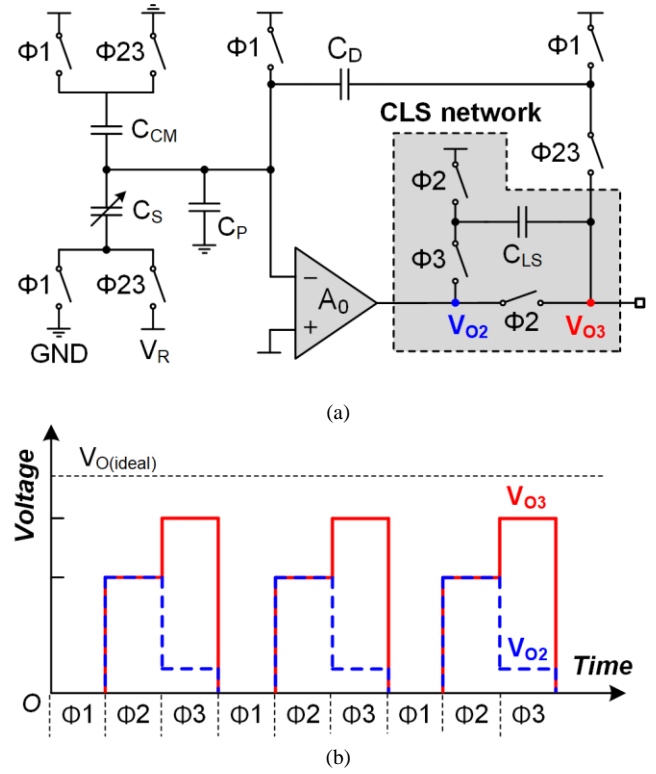 Φ1 Φ23 Φ1 C_D Φ1
CLS network
C_CM Φ23
Φ2
C_S C_P C_LS
Φ3
Φ1 Φ23 − A_0 Φ2
+ V_O2 V_O3
GND V_R
(a)
Voltage
V_O(ideal)
V_O3
V_O2 Time
O
Φ1 Φ2 Φ3 Φ1 Φ2 Φ3 Φ1 Φ2 Φ3
(b)